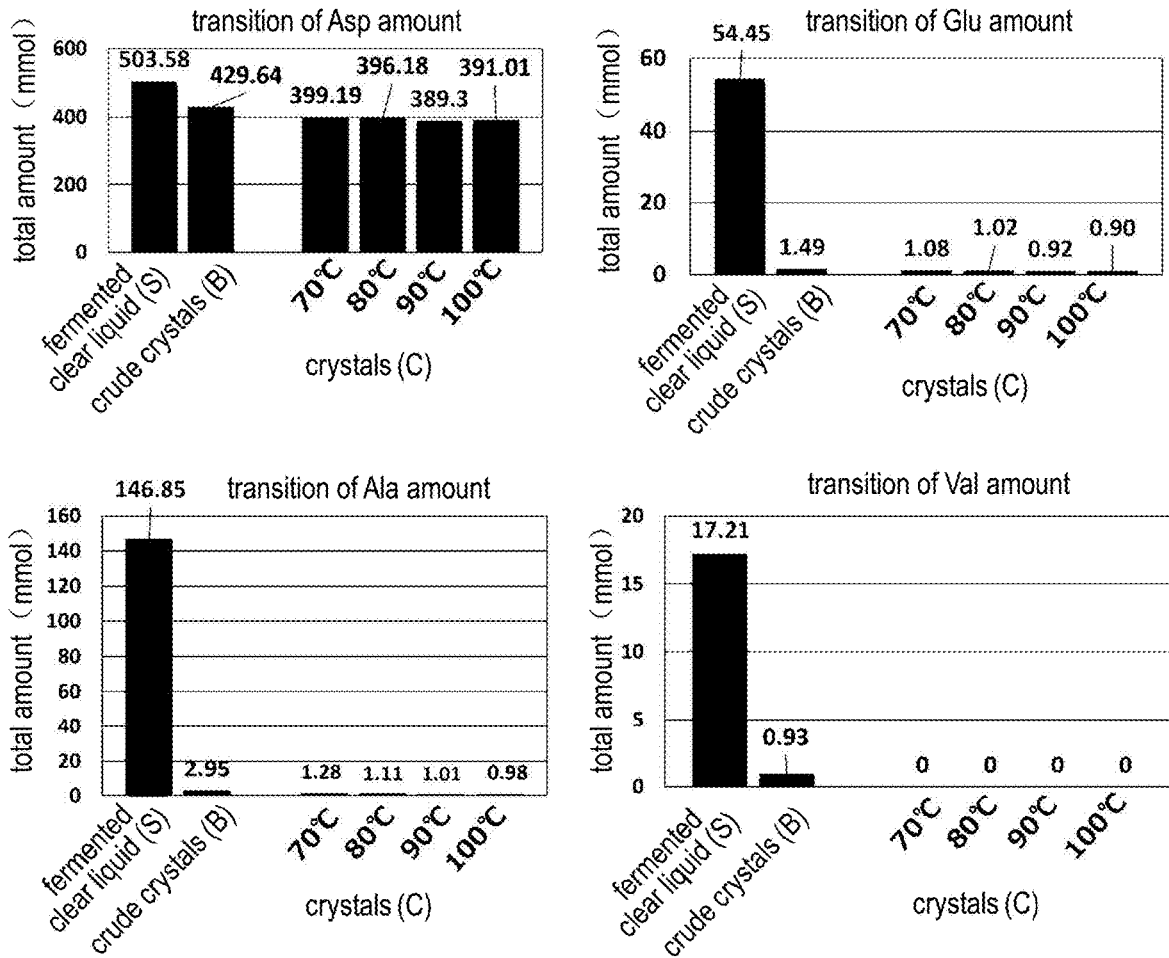 transition of Asp amount
total amount (mmol)
600
400
200
0
503.58
429.64
399.19
396.18
389.3
391.01
fermented
clear liquid (S)
crude crystals (B)
70℃
80℃
90℃
100℃
crystals (C)
transition of Glu amount
total amount (mmol)
60
40
20
0
54.45
1.49
1.08
1.02
0.92
0.90
fermented
clear liquid (S)
crude crystals (B)
70℃
80℃
90℃
100℃
crystals (C)
transition of Ala amount
total amount (mmol)
160
140
120
100
80
60
40
20
0
146.85
2.95
1.28
1.11
1.01
0.98
fermented
clear liquid (S)
crude crystals (B)
70℃
80℃
90℃
100℃
crystals (C)
transition of Val amount
total amount (mmol)
20
15
10
5
0
17.21
0.93
0
0
0
0
fermented
clear liquid (S)
crude crystals (B)
70℃
80℃
90℃
100℃
crystals (C)